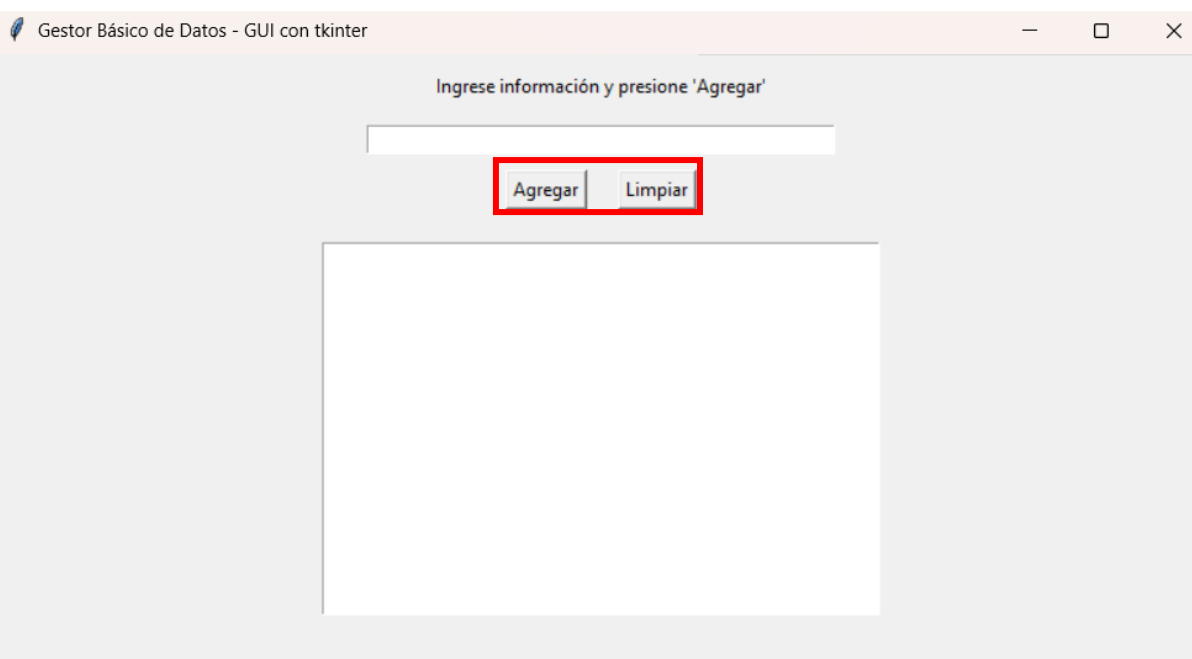 Gestor Básico de Datos - GUI con tkinter
Ingrese información y presione 'Agregar'
Agregar Limpiar